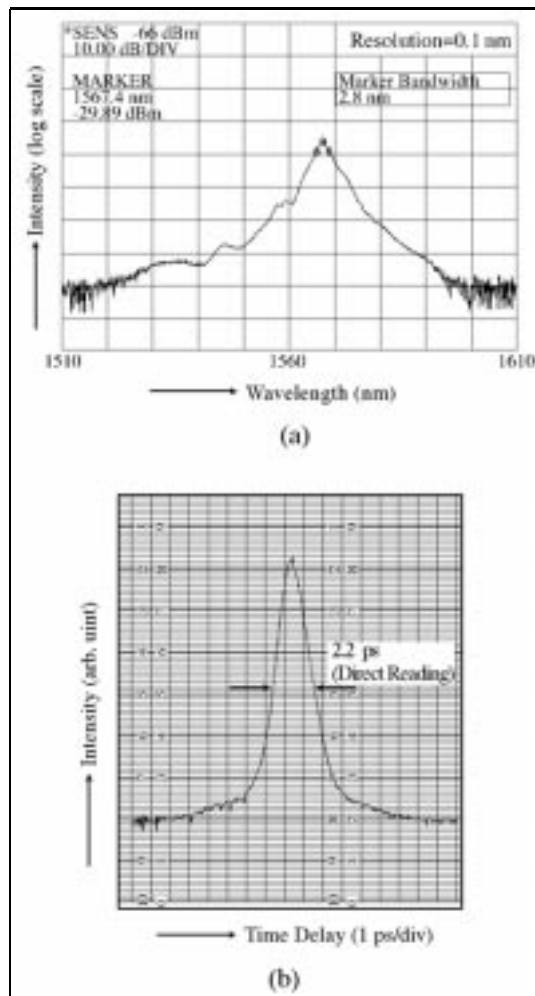 *SENS -66 dBm
10.00 dB/DIV
Resolution=0.1 nm
MARKER
1567.4 nm
-29.89 dBm
Marker Bandwidth
2.8 nm
Intensity (log scale)
1510 1560 1610
Wavelength (nm)
(a)
2.2 ps
(Direct Reading)
Intensity (arb. uint)
Time Delay (1 ps/div)
(b)